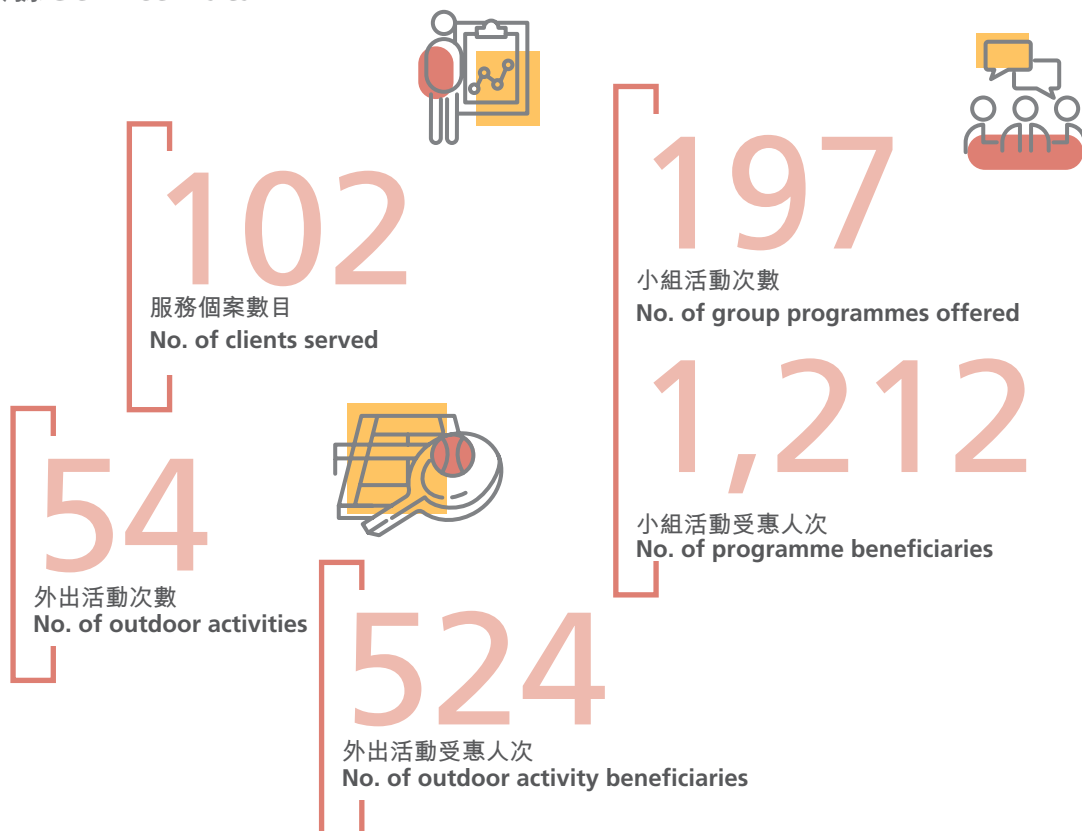 102
服務個案數目
No. of clients served
197
小組活動次數
No. of group programmes offered
1,212
小組活動受惠人次
No. of programme beneficiaries
54
外出活動次數
No. of outdoor activities
524
外出活動受惠人次
No. of outdoor activity beneficiaries